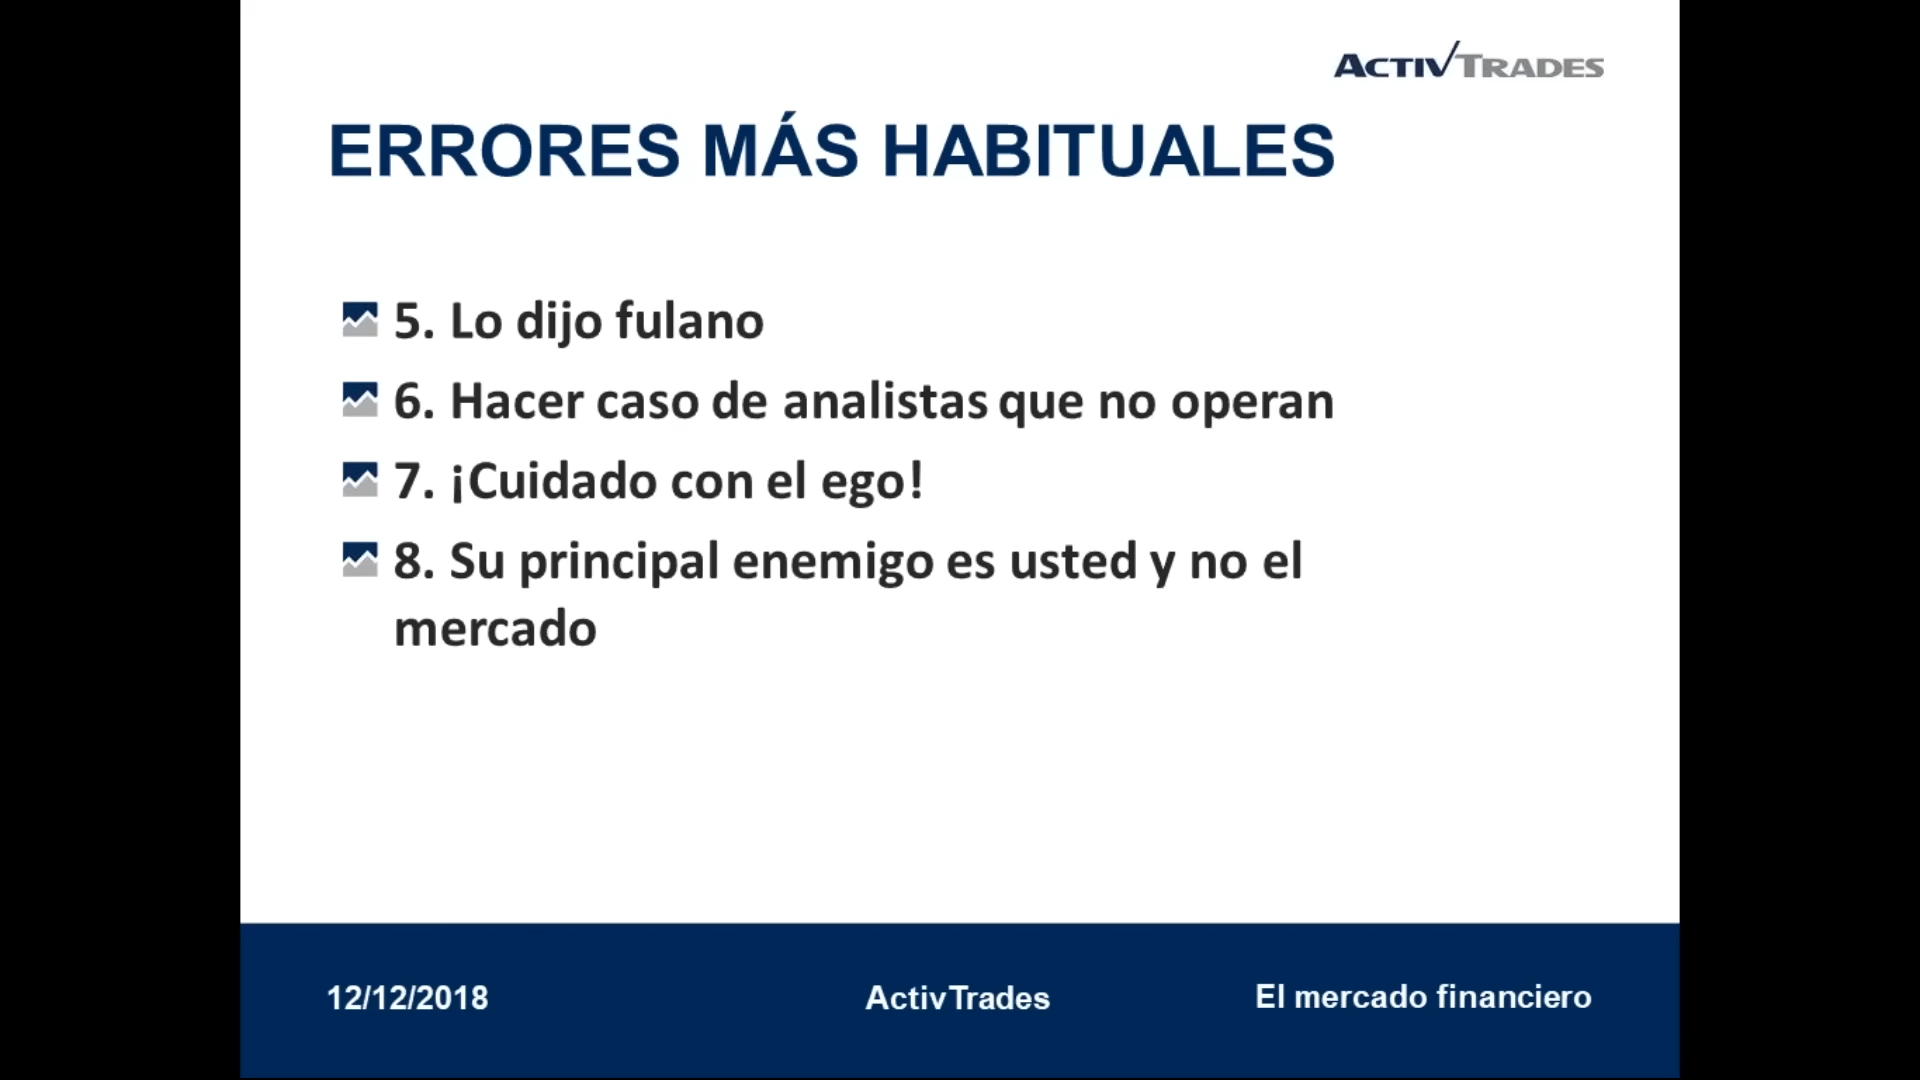 ACTIVTRADES
ERRORES MÁS HABITUALES
5. Lo dijo fulano
6. Hacer caso de analistas que no operan
7. ¡Cuidado con el ego!
8. Su principal enemigo es usted y no el
mercado
12/12/2018
ActivTrades
El mercado financiero